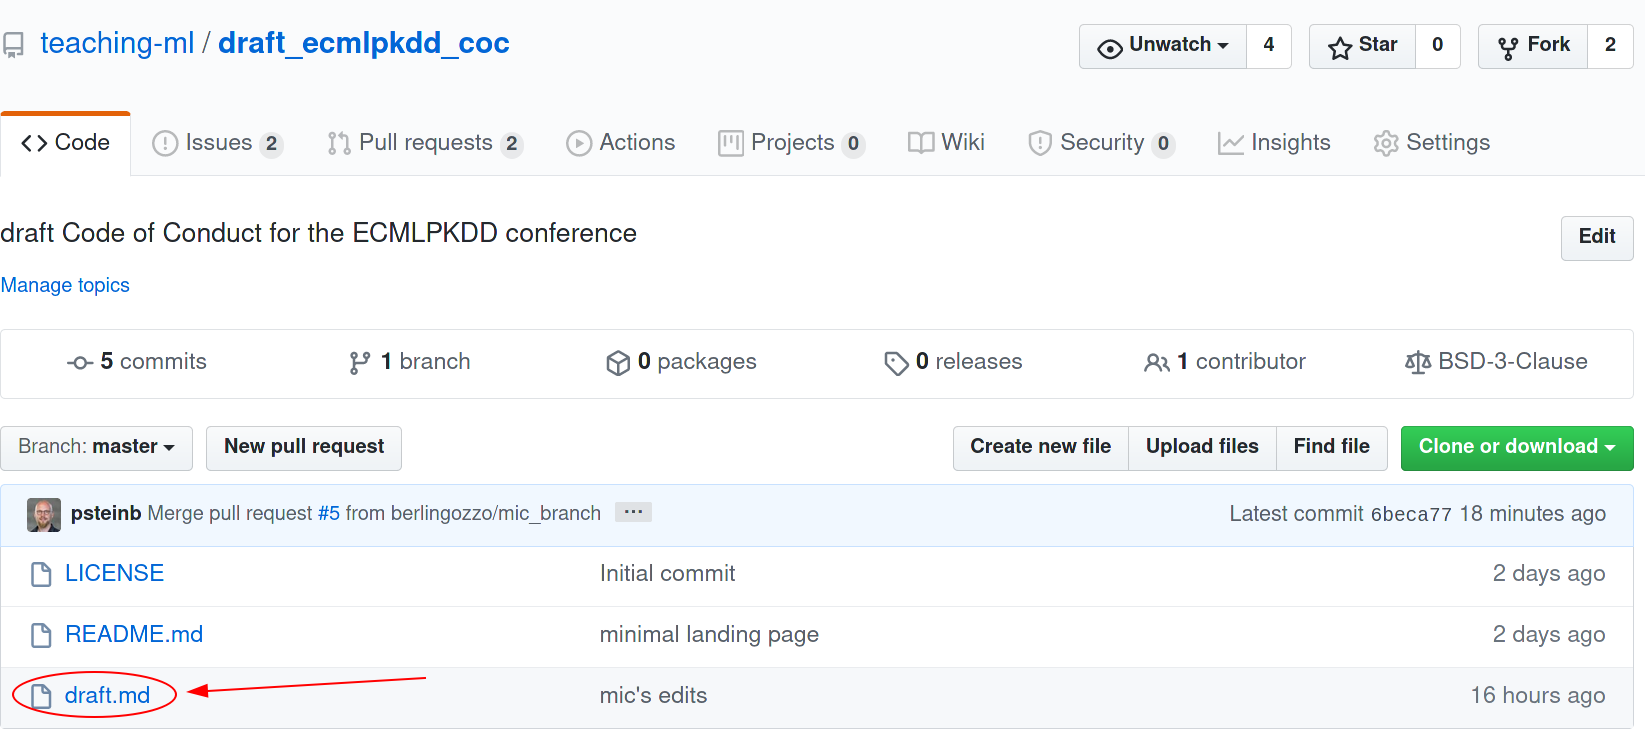 teaching-ml / draft_ecmlpkdd_coc
Unwatch 4 Star 0 Fork 2
Code Issues 2 Pull requests 2 Actions Projects 0 Wiki Security 0 Insights Settings
draft Code of Conduct for the ECMLPKDD conference
Edit
Manage topics
5 commits 1 branch 0 packages 0 releases 1 contributor BSD-3-Clause
Branch: master New pull request Create new file Upload files Find file Clone or download
psteinb Merge pull request #5 from berlingozzo/mic_branch ... Latest commit 6beca77 18 minutes ago
LICENSE Initial commit 2 days ago
README.md minimal landing page 2 days ago
draft.md mic's edits 16 hours ago